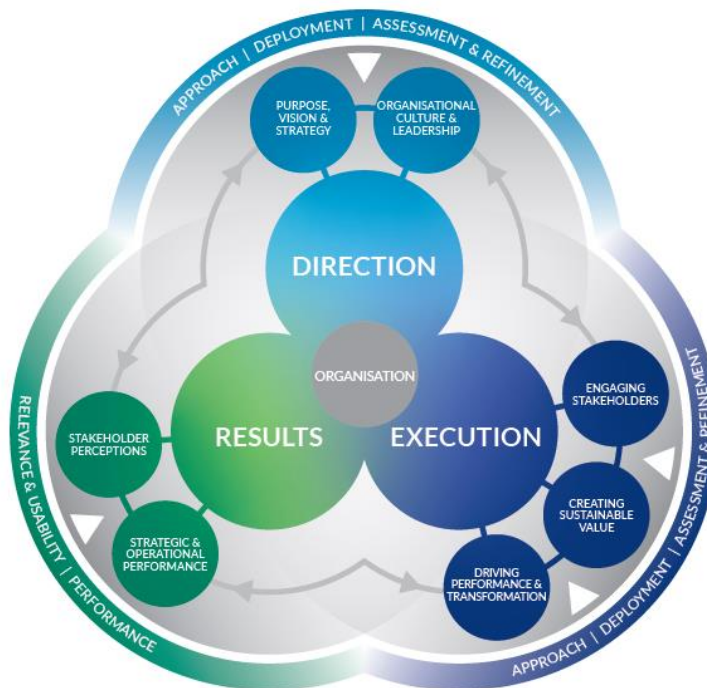 APPROACH | DEPLOYMENT | ASSESSMENT & REFINEMENT
PURPOSE,
VISION &
STRATEGY
ORGANISATIONAL
CULTURE &
LEADERSHIP
DIRECTION
ORGANISATION
RESULTS
EXECUTION
ENGAGING
STAKEHOLDERS
CREATING
SUSTAINABLE
VALUE
DRIVING
PERFORMANCE &
TRANSFORMATION
STAKEHOLDER
PERCEPTIONS
STRATEGIC &
OPERATIONAL
PERFORMANCE
RELEVANCE & USABILITY | PERFORMANCE
APPROACH | DEPLOYMENT | ASSESSMENT & REFINEMENT